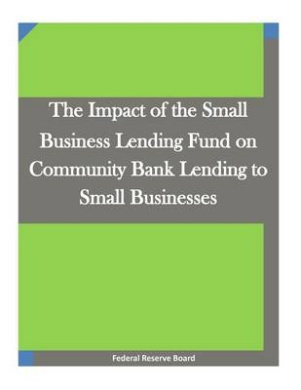 The Impact of the Small
Business Lending Fund on
Community Bank Lending to
Small Businesses
Federal Reserve Board